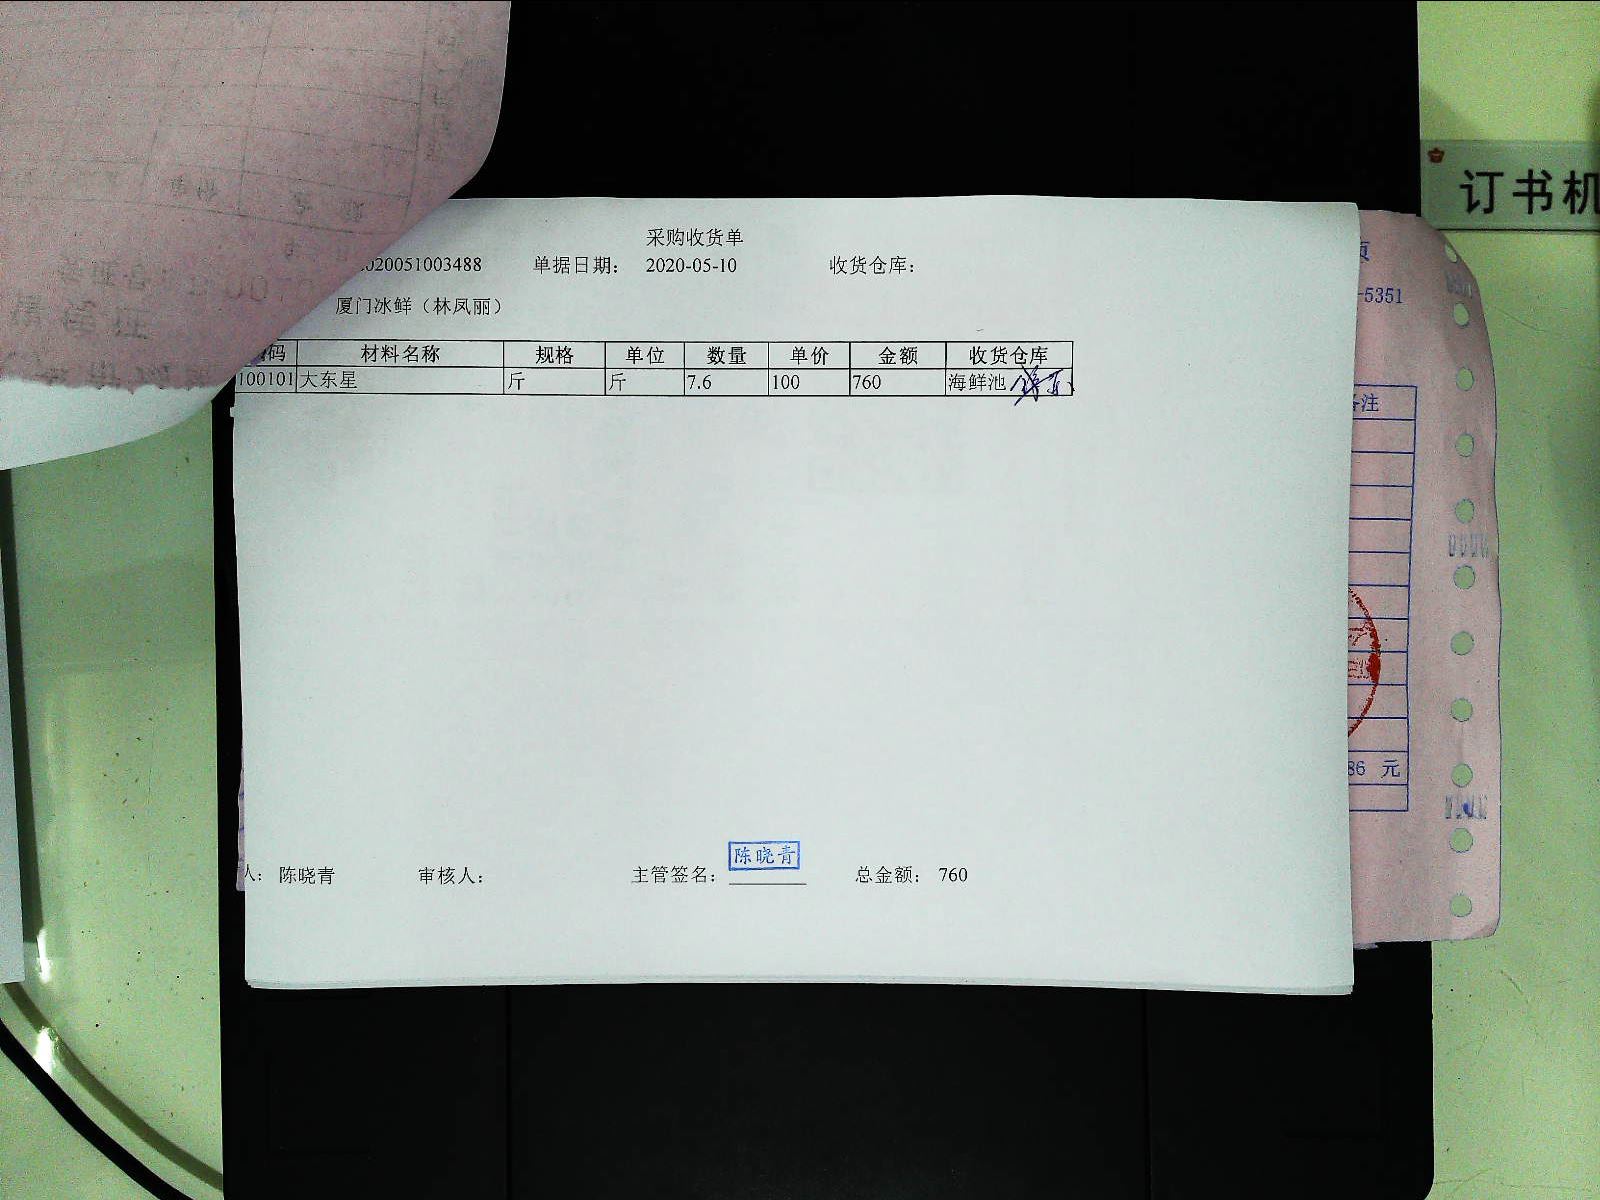 采购收货单
020051003488 单据日期： 2020-05-10 收货仓库：
厦门冰鲜（林凤丽）
码 材料名称 规格 单位 数量 单价 金额 收货仓库
100101 大东星 斤 斤 7.6 100 760 海鲜池
陈晓青
人： 陈晓青 审核人： 主管签名： 总金额： 760
订书机
-5351
备注
86 元